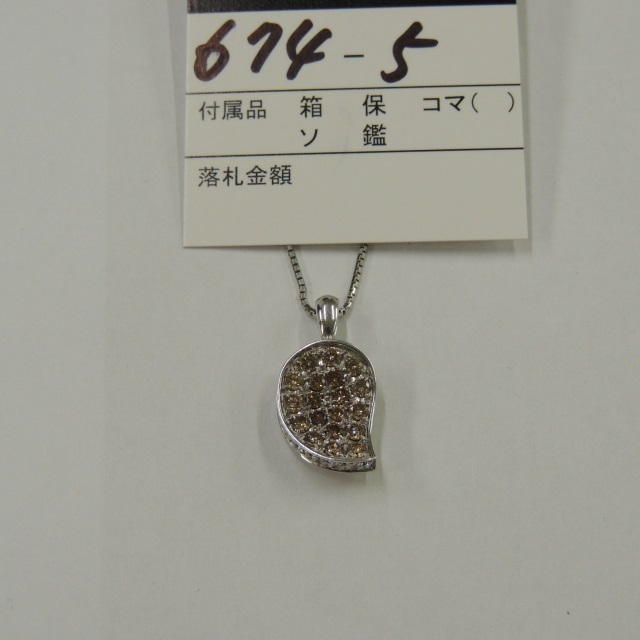 674-5
付属品 箱 保 コマ( )
ソ 鑑
落札金額